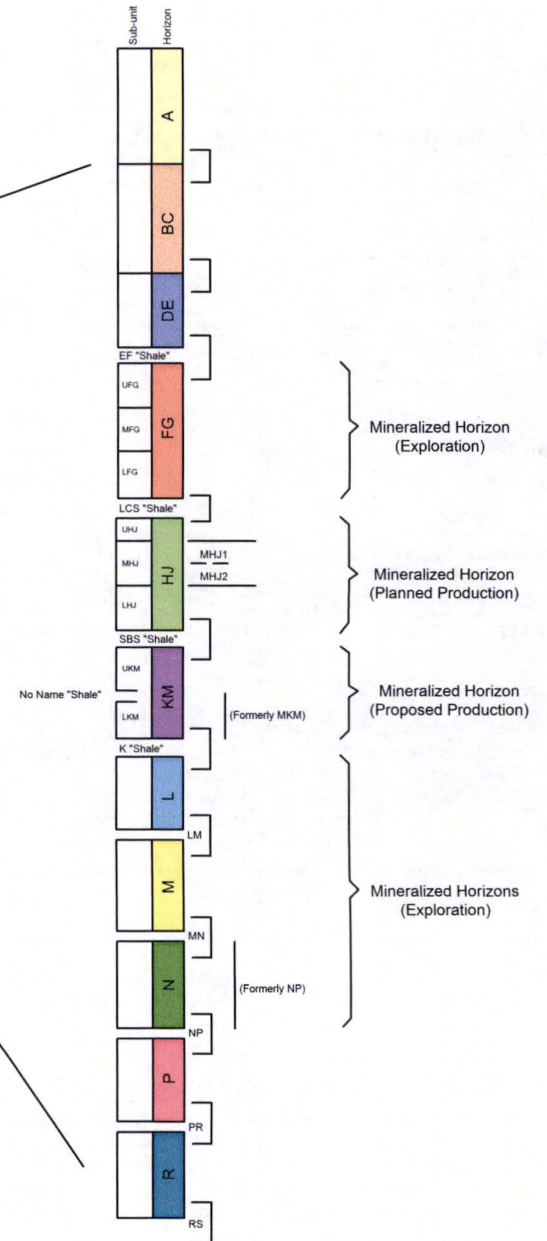 Sub-unit
Horizon
A
BC
DE
EF "Shale"
UFG
MFG
LFG
FG
Mineralized Horizon
(Exploration)
LCS "Shale"
UHJ
MHJ
LHJ
HJ
MHJ1
MHJ2
Mineralized Horizon
(Planned Production)
SBS "Shale"
UKM
No Name "Shale"
LKM
KM
(Formerly MKM)
Mineralized Horizon
(Proposed Production)
K "Shale"
L
LM
M
Mineralized Horizons
(Exploration)
MN
N
(Formerly NP)
NP
P
PR
R
RS